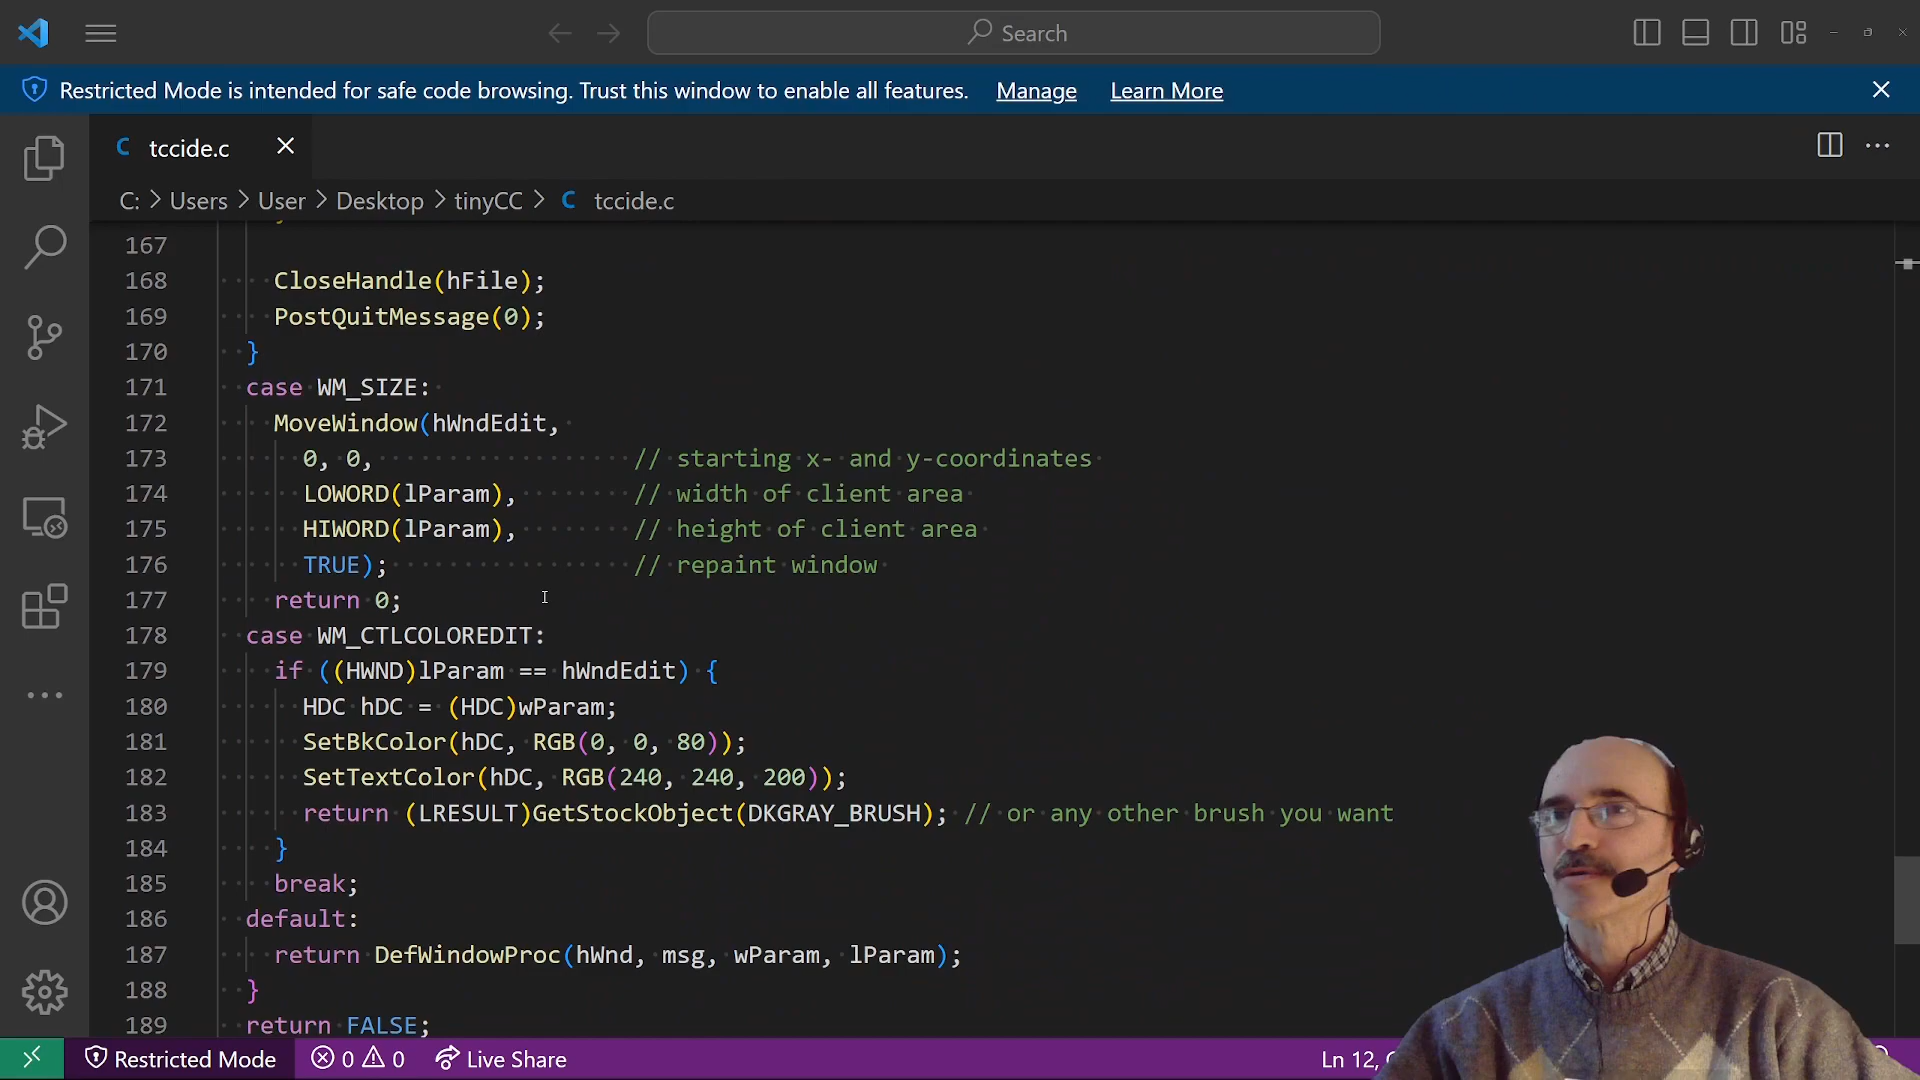 Search
Restricted Mode is intended for safe code browsing. Trust this window to enable all features. Manage Learn More
C tccide.c
C: > Users > User > Desktop > tinyCC > C tccide.c
167
168 CloseHandle(hFile);
169 PostQuitMessage(0);
170 }
171 case WM_SIZE:
172 MoveWindow(hWndEdit,
173 0, 0, // starting x- and y-coordinates
174 LOWORD(lParam), // width of client area
175 HIWORD(lParam), // height of client area
176 TRUE); // repaint window
177 return 0;
178 case WM_CTLCOLOREDIT:
179 if ((HWND)lParam == hWndEdit) {
180 HDC hDC = (HDC)wParam;
181 SetBkColor(hDC, RGB(0, 0, 80));
182 SetTextColor(hDC, RGB(240, 240, 200));
183 return (LRESULT)GetStockObject(DKGRAY_BRUSH); // or any other brush you want
184 }
185 break;
186 default:
187 return DefWindowProc(hWnd, msg, wParam, lParam);
188 }
189 return FALSE;
Restricted Mode 0 0 Live Share Ln 12,